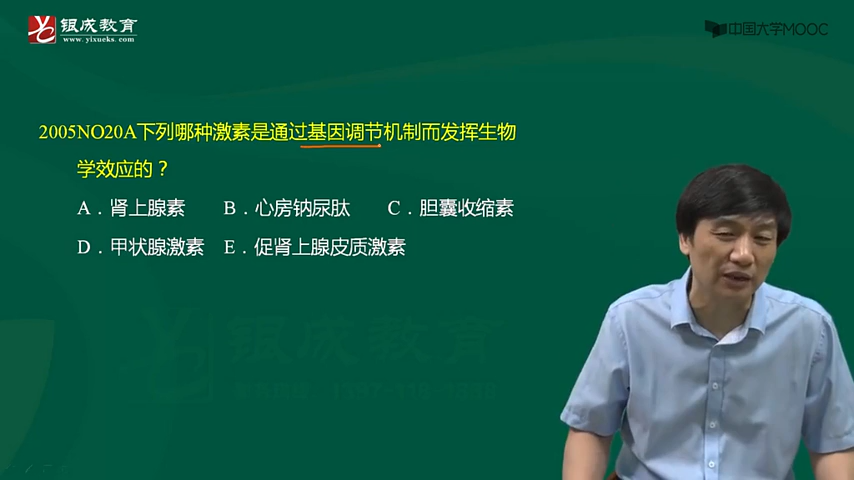 银成教育
www.yixueks.com
中国大学MOOC
2005NO20A下列哪种激素是通过基因调节机制而发挥生物
学效应的？
A．肾上腺素 B．心房钠尿肽 C．胆囊收缩素
D．甲状腺激素 E．促肾上腺皮质激素
银成教育